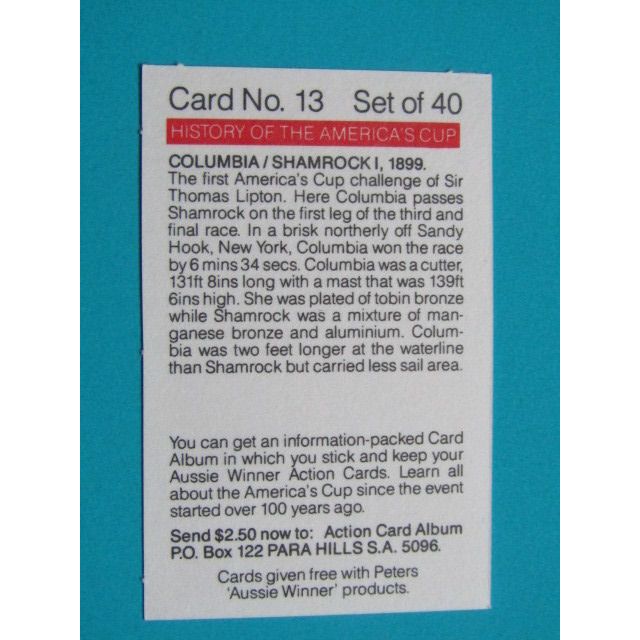 Card No. 13 Set of 40
HISTORY OF THE AMERICA'S CUP
COLUMBIA / SHAMROCK I, 1899.
The first America's Cup challenge of Sir
Thomas Lipton. Here Columbia passes
Shamrock on the first leg of the third and
final race. In a brisk northerly off Sandy
Hook, New York, Columbia won the race
by 6 mins 34 secs. Columbia was a cutter,
131ft 8ins long with a mast that was 139ft
6ins high. She was plated of tobin bronze
while Shamrock was a mixture of man-
ganese bronze and aluminium. Colum-
bia was two feet longer at the waterline
than Shamrock but carried less sail area.
You can get an information-packed Card
Album in which you stick and keep your
Aussie Winner Action Cards. Learn all
about the America's Cup since the event
started over 100 years ago.
Send $2.50 now to: Action Card Album
P.O. Box 122 PARA HILLS S.A. 5096.
Cards given free with Peters
'Aussie Winner' products.